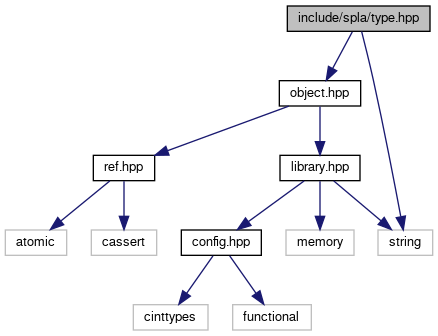 include/spla/type.hpp
object.hpp
ref.hpp
library.hpp
atomic
cassert
config.hpp
memory
string
cinttypes
functional